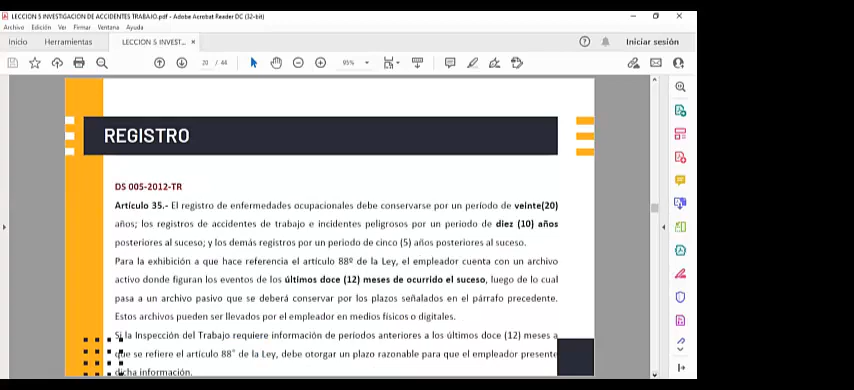 LECCION 5 INVESTIGACION DE ACCIDENTES TRABAJO.pdf - Adobe Acrobat Reader DC (32-bit)
Archivo Edición Ver Firmar Ventana Ayuda
Inicio Herramientas LECCION 5 INVEST... × Iniciar sesión
20 / 44 95%
REGISTRO
DS 005-2012-TR
Artículo 35.- El registro de enfermedades ocupacionales debe conservarse por un período de veinte(20)
años; los registros de accidentes de trabajo e incidentes peligrosos por un periodo de diez (10) años
posteriores al suceso; y los demás registros por un periodo de cinco (5) años posteriores al suceso.
Para la exhibición a que hace referencia el artículo 88º de la Ley, el empleador cuenta con un archivo
activo donde figuran los eventos de los últimos doce (12) meses de ocurrido el suceso, luego de lo cual
pasa a un archivo pasivo que se deberá conservar por los plazos señalados en el párrafo precedente.
Estos archivos pueden ser llevados por el empleador en medios físicos o digitales.
Si la Inspección del Trabajo requiere información de períodos anteriores a los últimos doce (12) meses a
que se refiere el artículo 88° de la Ley, debe otorgar un plazo razonable para que el empleador presente
dicha información.